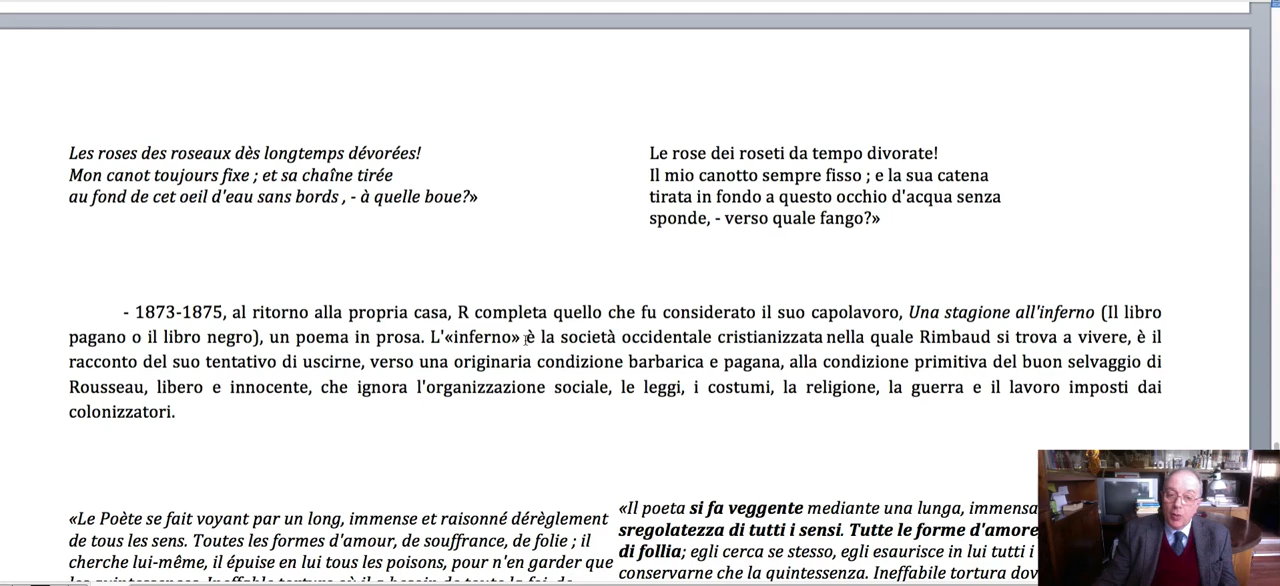 Les roses des roseaux dès longtemps dévorées!
Mon canot toujours fixe ; et sa chaîne tirée
au fond de cet oeil d'eau sans bords , - à quelle boue?»
Le rose dei roseti da tempo divorate!
Il mio canotto sempre fisso ; e la sua catena
tirata in fondo a questo occhio d'acqua senza
sponde, - verso quale fango?»
- 1873-1875, al ritorno alla propria casa, R completa quello che fu considerato il suo capolavoro, Una stagione all'inferno (Il libro
pagano o il libro negro), un poema in prosa. L'«inferno» è la società occidentale cristianizzata nella quale Rimbaud si trova a vivere, è il
racconto del suo tentativo di uscirne, verso una originaria condizione barbarica e pagana, alla condizione primitiva del buon selvaggio di
Rousseau, libero e innocente, che ignora l'organizzazione sociale, le leggi, i costumi, la religione, la guerra e il lavoro imposti dai
colonizzatori.
«Le Poète se fait voyant par un long, immense et raisonné dérèglement
de tous les sens. Toutes les formes d'amour, de souffrance, de folie ; il
cherche lui-même, il épuise en lui tous les poisons, pour n'en garder que
«Il poeta si fa veggente mediante una lunga, immensa
sregolatezza di tutti i sensi. Tutte le forme d'amore
di follia; egli cerca se stesso, egli esaurisce in lui tutti i
conservarne che la quintessenza. Ineffabile tortura dov